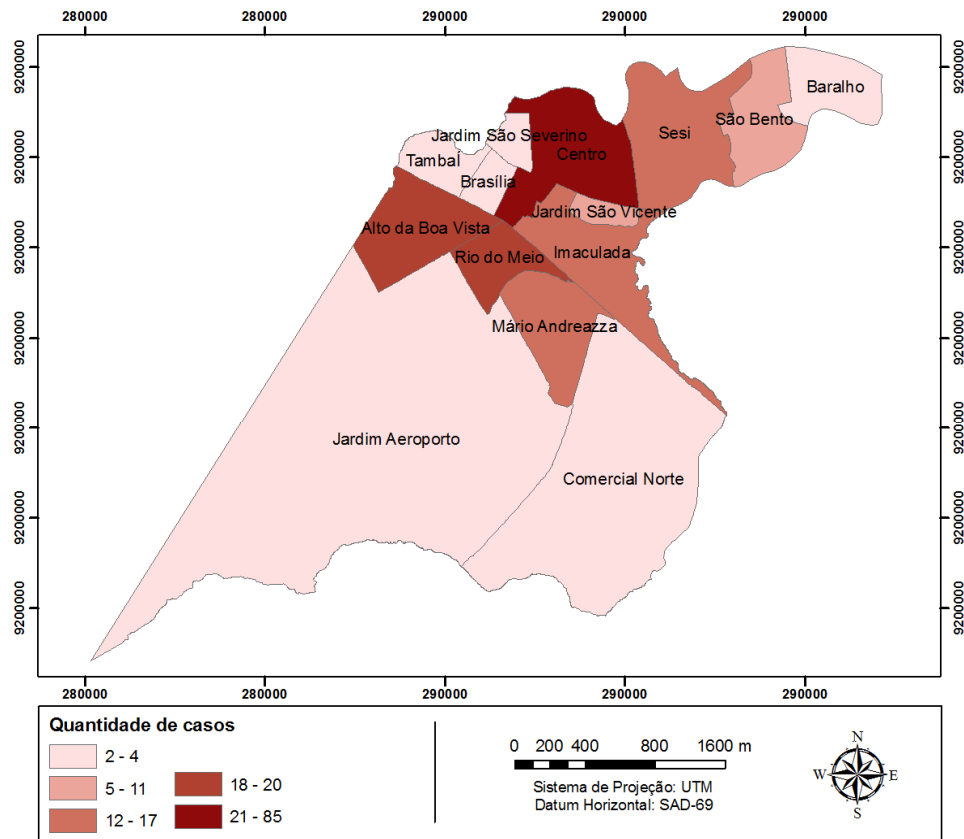 280000 280000 290000 290000 290000
9200000
9200000
9200000
9200000
9200000
9200000
9200000
9200000
9200000
9200000
9200000
9200000
9200000
9200000
Baralho
São Bento
Sesi
Jardim São Severino
Centro
Tambaí
Brasília
Jardim São Vicente
Alto da Boa Vista
Imaculada
Rio do Meio
Mário Andreazza
Jardim Aeroporto
Comercial Norte
280000 280000 290000 290000 290000
Quantidade de casos
2 - 4
5 - 11
12 - 17
18 - 20
21 - 85
0 200 400 800 1600 m
Sistema de Projeção: UTM
Datum Horizontal: SAD-69
N
W E
S